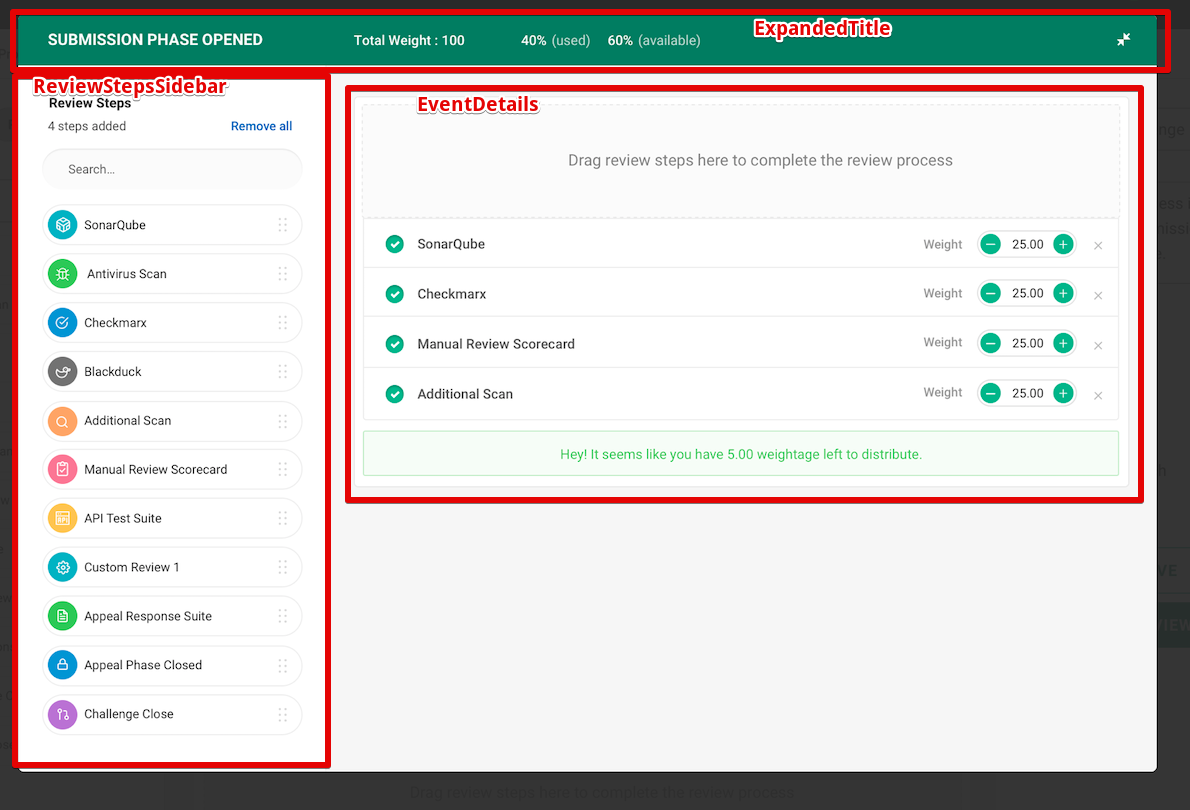 SUBMISSION PHASE OPENED
Total Weight : 100
40% (used)
60% (available)
ExpandedTitle
ReviewStepsSidebar
Review Steps
4 steps added
Remove all
Search...
SonarQube
Antivirus Scan
Checkmarx
Blackduck
Additional Scan
Manual Review Scorecard
API Test Suite
Custom Review 1
Appeal Response Suite
Appeal Phase Closed
Challenge Close
EventDetails
Drag review steps here to complete the review process
SonarQube Weight 25.00
Checkmarx Weight 25.00
Manual Review Scorecard Weight 25.00
Additional Scan Weight 25.00
Hey! It seems like you have 5.00 weightage left to distribute.
Drag review steps here to complete the review process